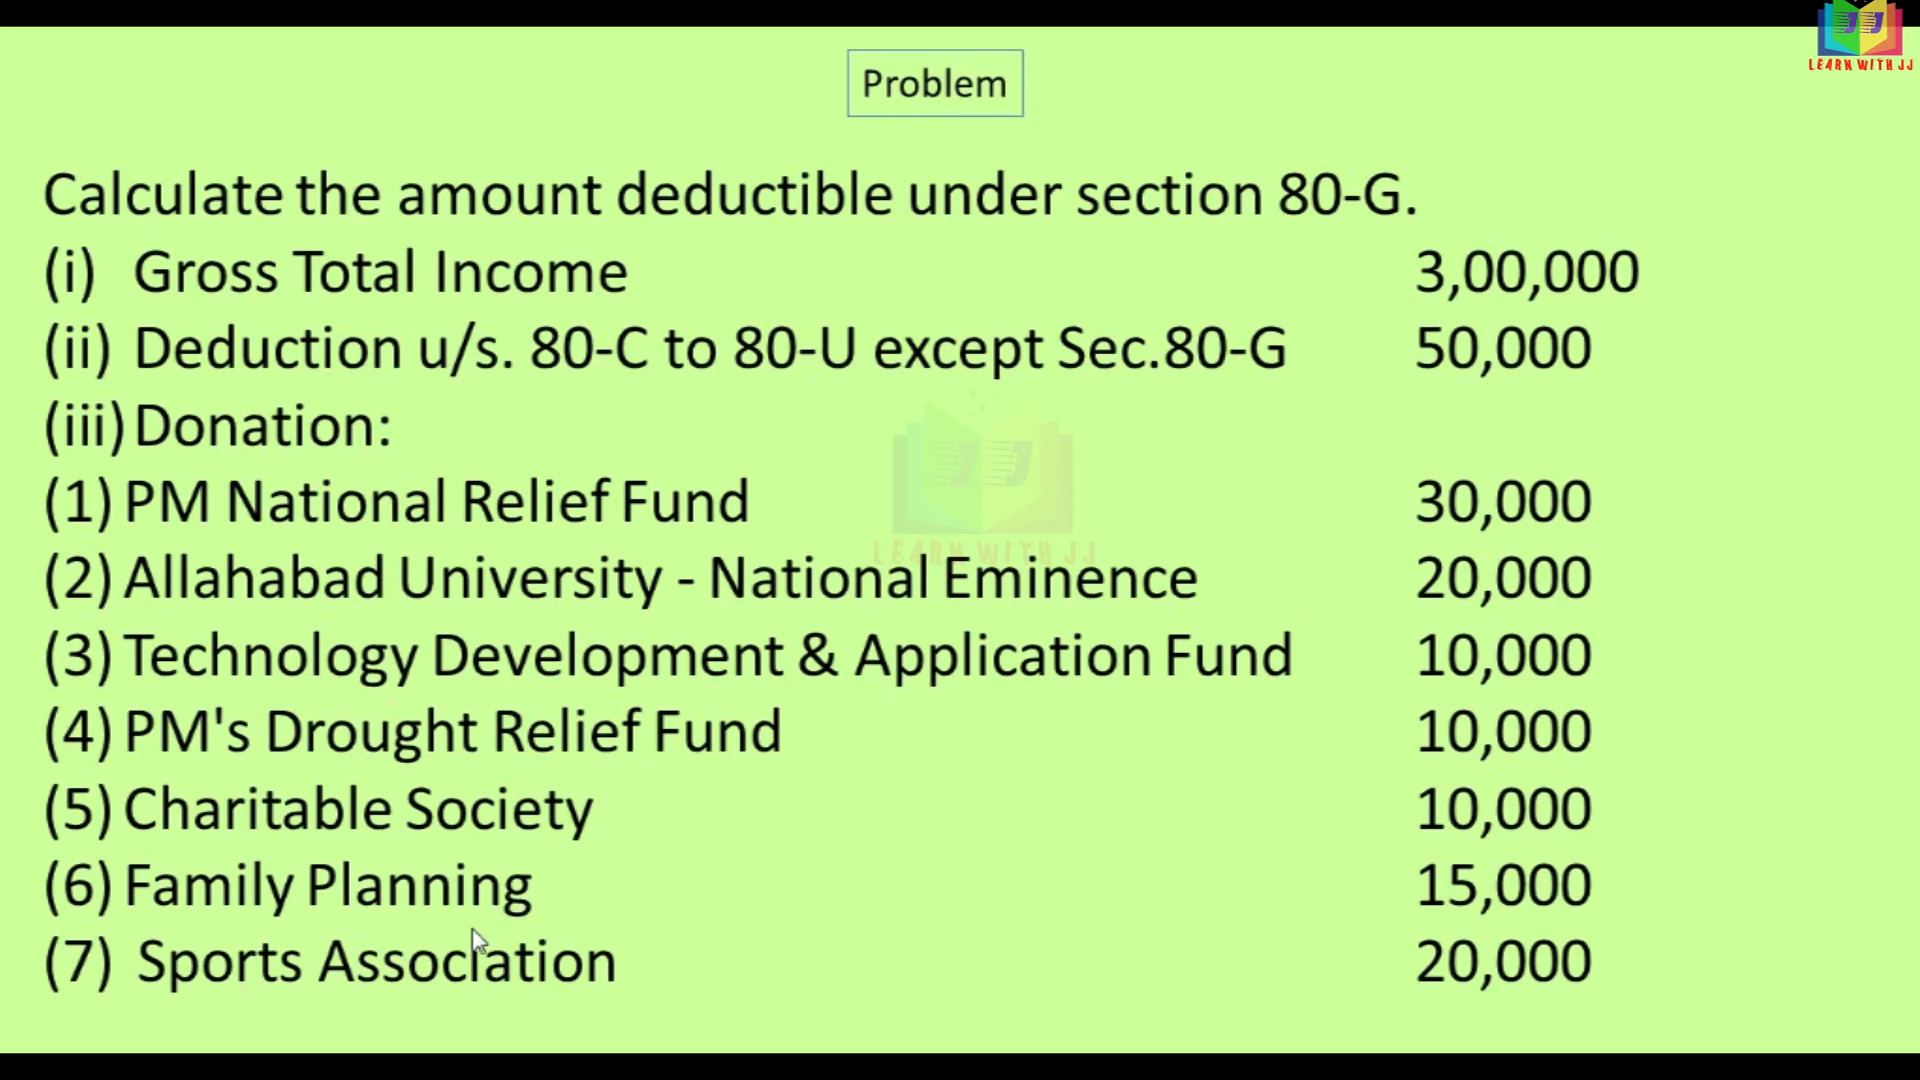 LEARN WITH JJ
Problem
Calculate the amount deductible under section 80-G.
(i) Gross Total Income 3,00,000
(ii) Deduction u/s. 80-C to 80-U except Sec.80-G 50,000
(iii) Donation:
(1) PM National Relief Fund 30,000
LEARN WITH JJ
(2) Allahabad University - National Eminence 20,000
(3) Technology Development & Application Fund 10,000
(4) PM's Drought Relief Fund 10,000
(5) Charitable Society 10,000
(6) Family Planning 15,000
(7) Sports Association 20,000